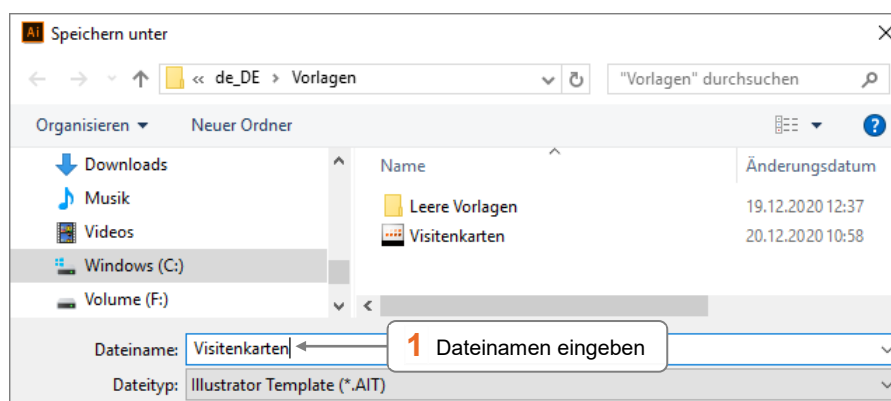 Ai Speichern unter
« de_DE > Vorlagen
"Vorlagen" durchsuchen
Organisieren
Neuer Ordner
?
Downloads
Musik
Videos
Windows (C:)
Volume (F:)
Name
Änderungsdatum
Leere Vorlagen
19.12.2020 12:37
Visitenkarten
20.12.2020 10:58
Dateiname: Visitenkarten
1 Dateinamen eingeben
Dateityp: Illustrator Template (*.AIT)